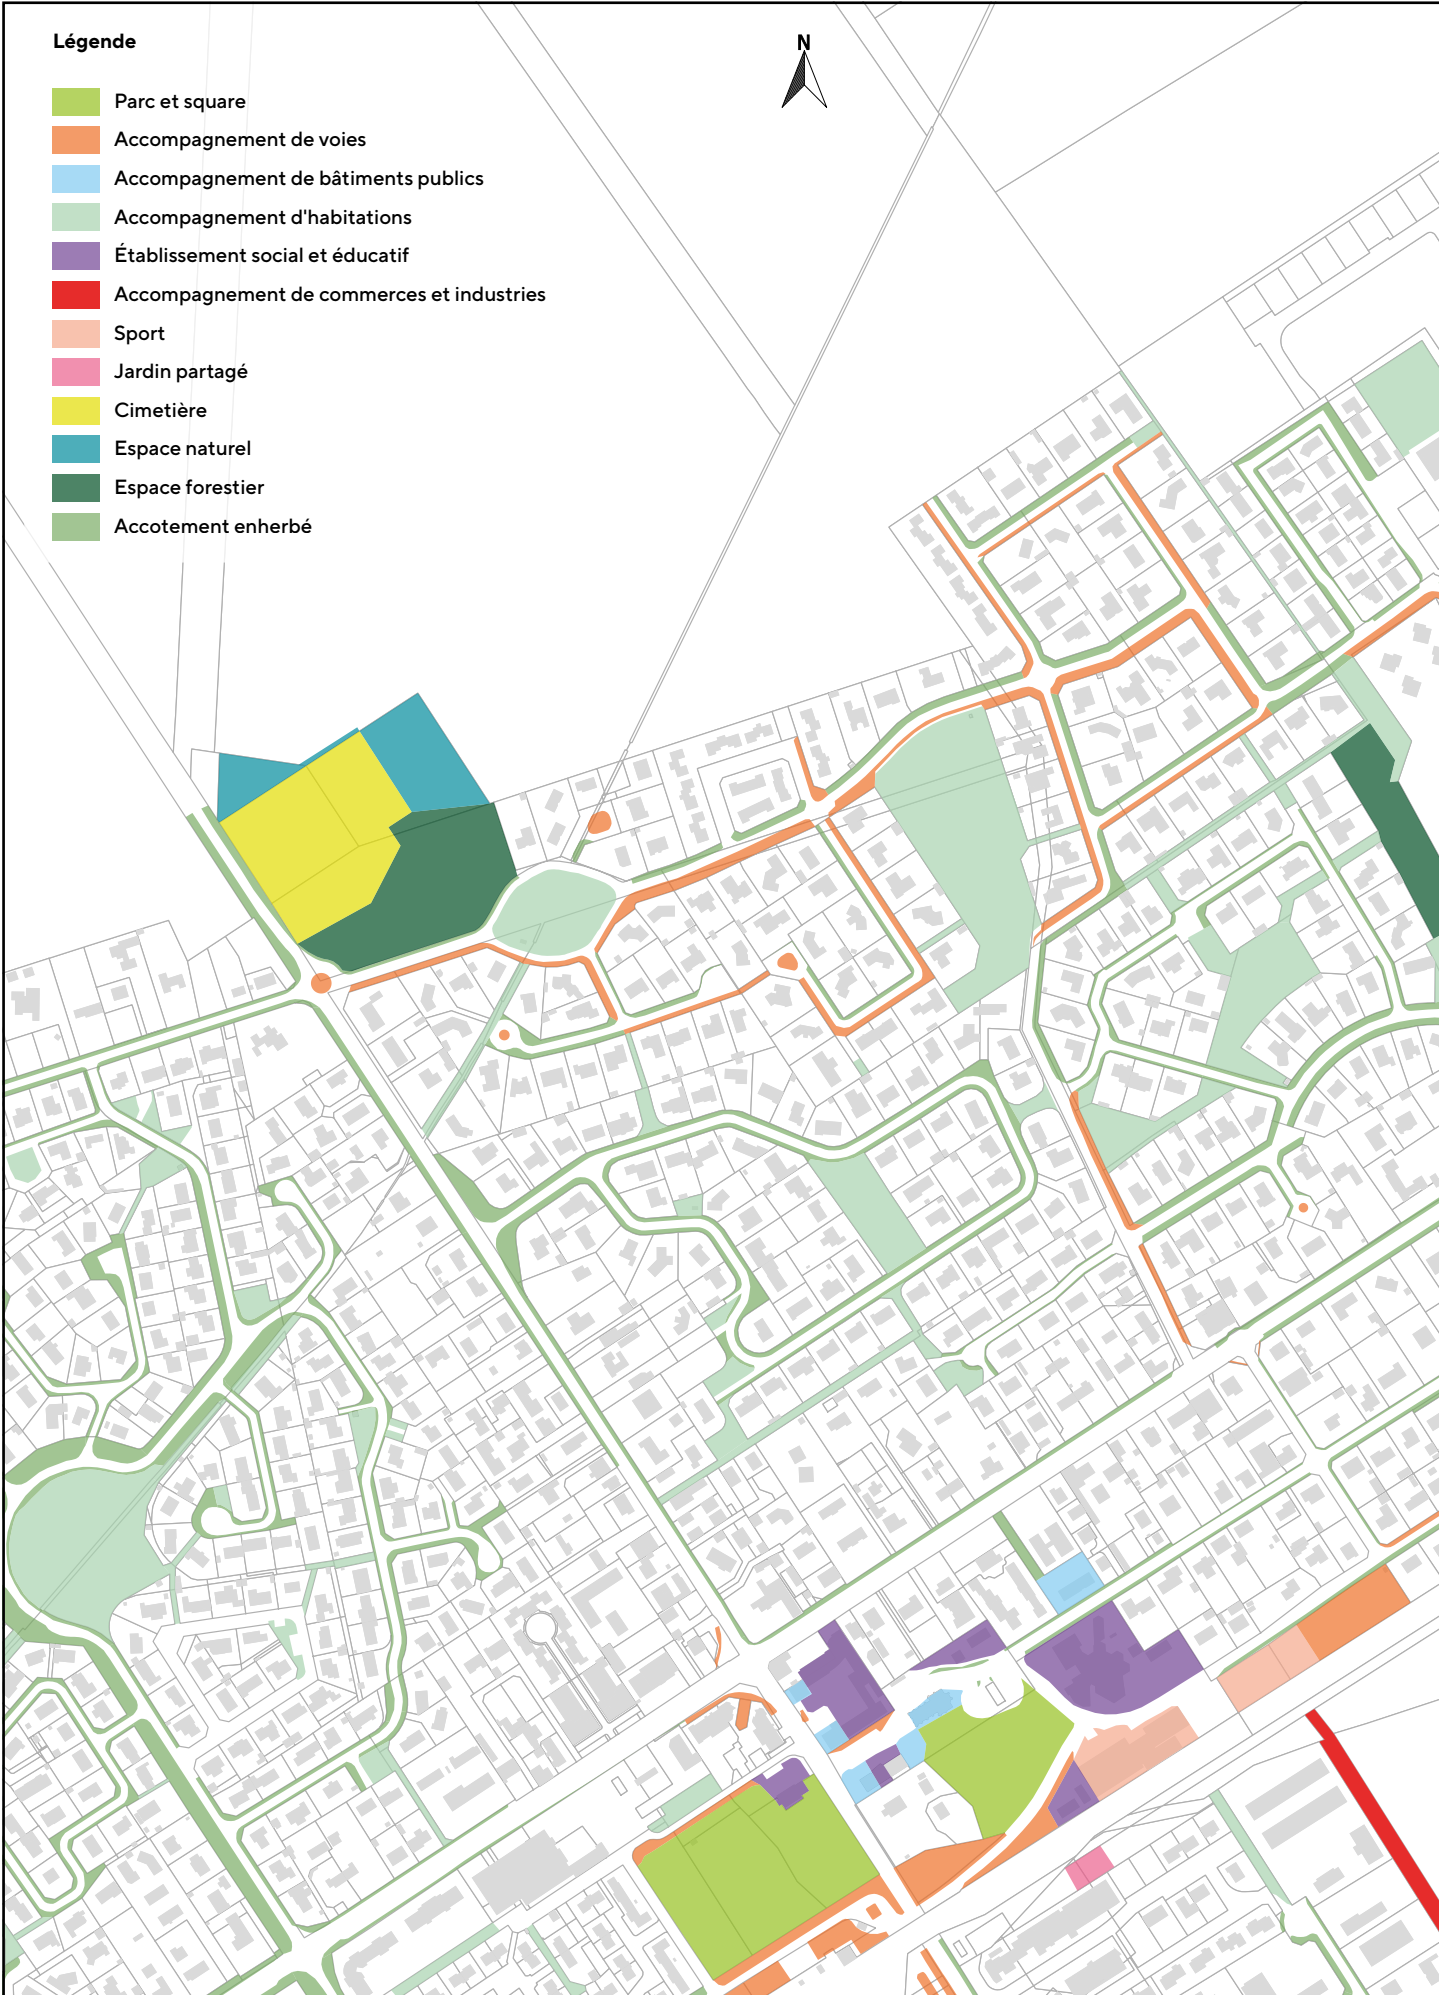 Légende
N
Parc et square
Accompagnement de voies
Accompagnement de bâtiments publics
Accompagnement d'habitations
Établissement social et éducatif
Accompagnement de commerces et industries
Sport
Jardin partagé
Cimetière
Espace naturel
Espace forestier
Accotement enherbé